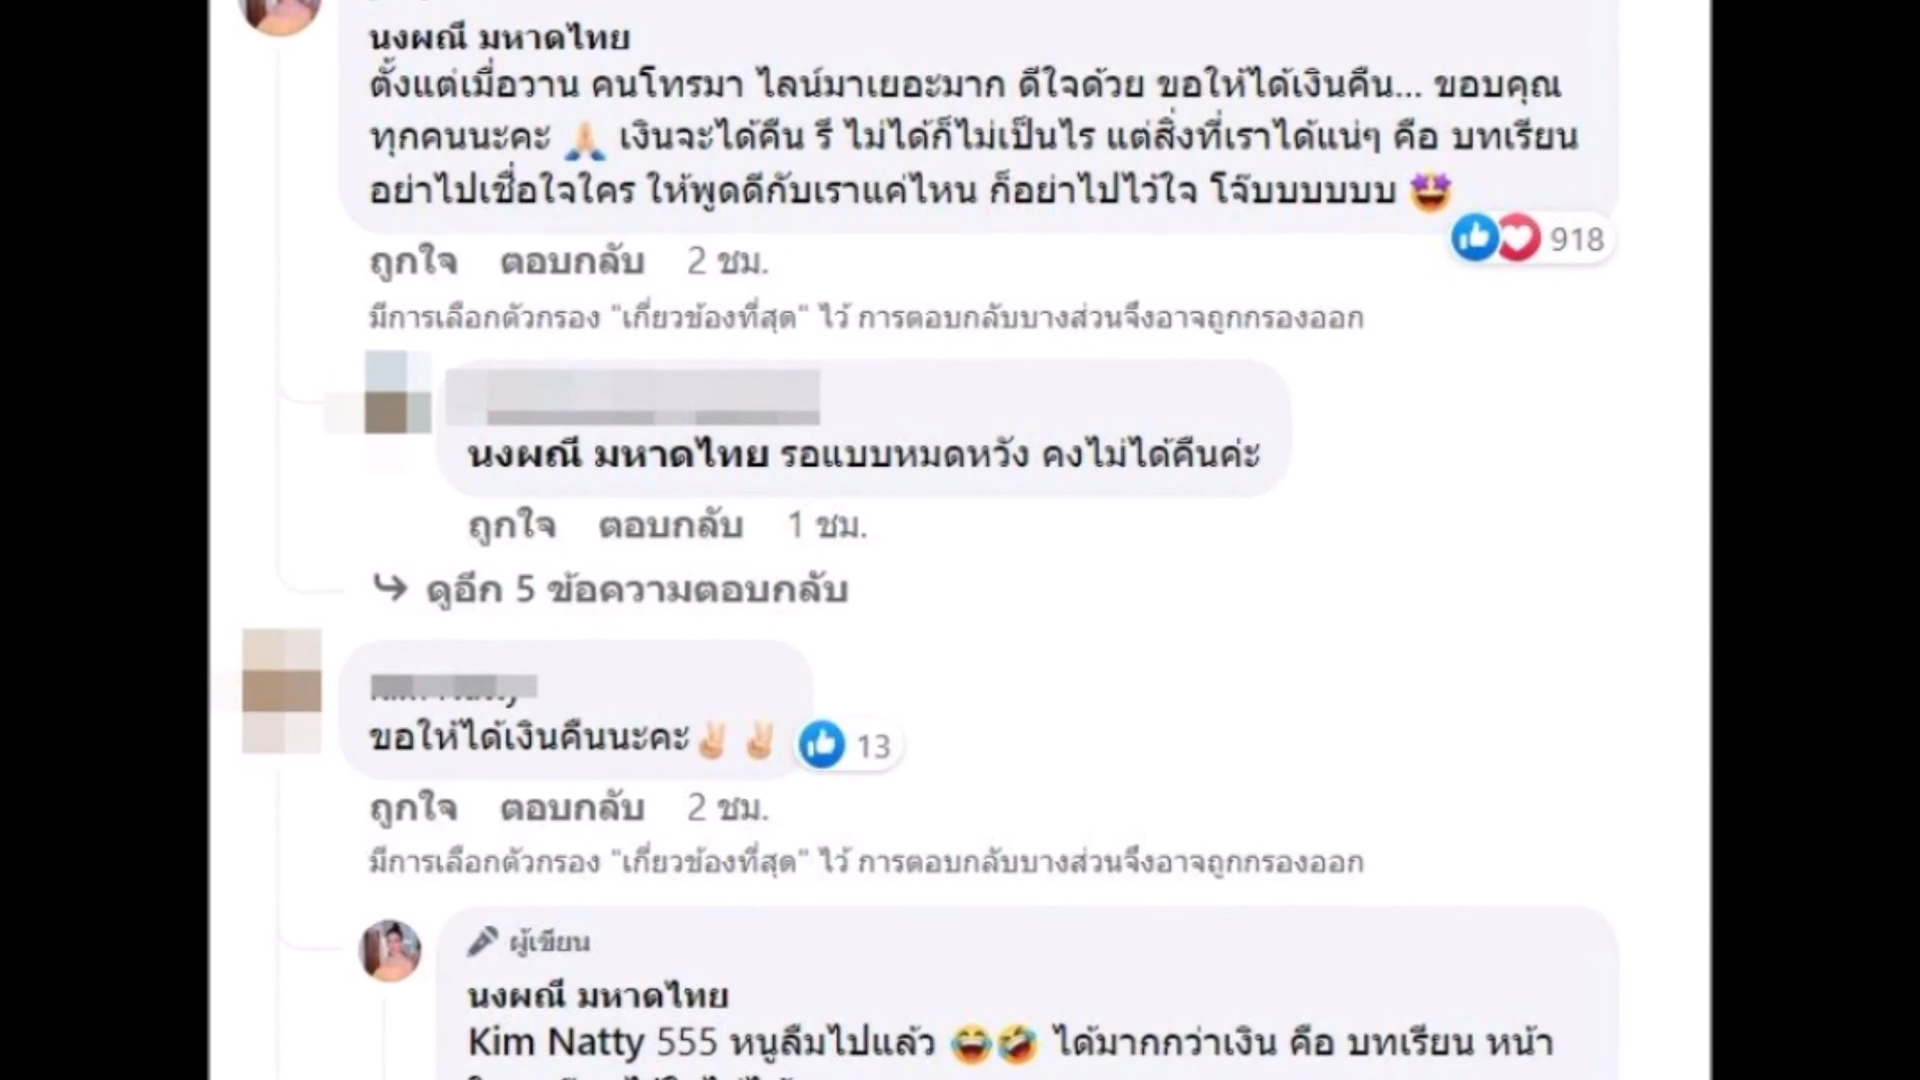 นงผณี มหาดไทย
ตั้งแต่เมื่อวาน คนโทรมา ไลน์มาเยอะมาก ดีใจด้วย ขอให้ได้เงินคืน... ขอบคุณ
ทุกคนนะคะ 🙏🏻 เงินจะได้คืน รึ ไม่ได้ก็ไม่เป็นไร แต่สิ่งที่เราได้แน่ๆ คือ บทเรียน
อย่าไปเชื่อใจใคร ให้พูดดีกับเราแค่ไหน ก็อย่าไปไว้ใจ โจ๊บบบบบบ 🤩
918
ถูกใจ ตอบกลับ 2 ชม.
มีการเลือกตัวกรอง "เกี่ยวข้องที่สุด" ไว้ การตอบกลับบางส่วนจึงอาจถูกกรองออก
นงผณี มหาดไทย รอแบบหมดหวัง คงไม่ได้คืนค่ะ
ถูกใจ ตอบกลับ 1 ชม.
ดูอีก 5 ข้อความตอบกลับ
ขอให้ได้เงินคืนนะคะ✌🏻 ✌🏻 13
ถูกใจ ตอบกลับ 2 ชม.
มีการเลือกตัวกรอง "เกี่ยวข้องที่สุด" ไว้ การตอบกลับบางส่วนจึงอาจถูกกรองออก
ผู้เขียน
นงผณี มหาดไทย
Kim Natty 555 หนูลืมไปแล้ว 😂🤣 ได้มากกว่าเงิน คือ บทเรียน หน้า